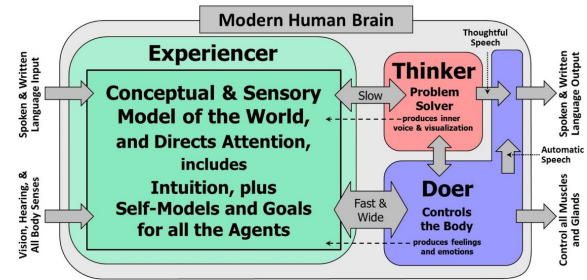 Modern Human Brain
Spoken & Written
Language Input
Vision, Hearing, &
All Body Senses
Experiencer
Conceptual & Sensory
Model of the World,
and Directs Attention,
includes
Intuition, plus
Self-Models and Goals
for all the Agents
Slow
Fast &
Wide
Thinker
Problem
Solver
produces inner
voice & visualization
Thoughtful
Speech
Doer
Controls
the Body
produces feelings
and emotions
Automatic
Speech
Spoken & Written
Language Output
Control all Muscles
and Glands